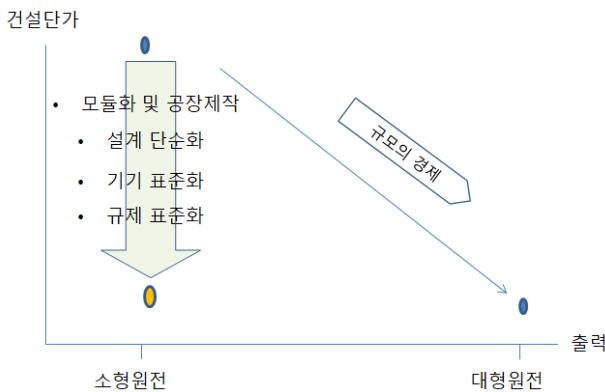 건설단가
• 모듈화 및 공장제작
• 설계 단순화
• 기기 표준화
• 규제 표준화
규모의 경제
출력
소형원전
대형원전